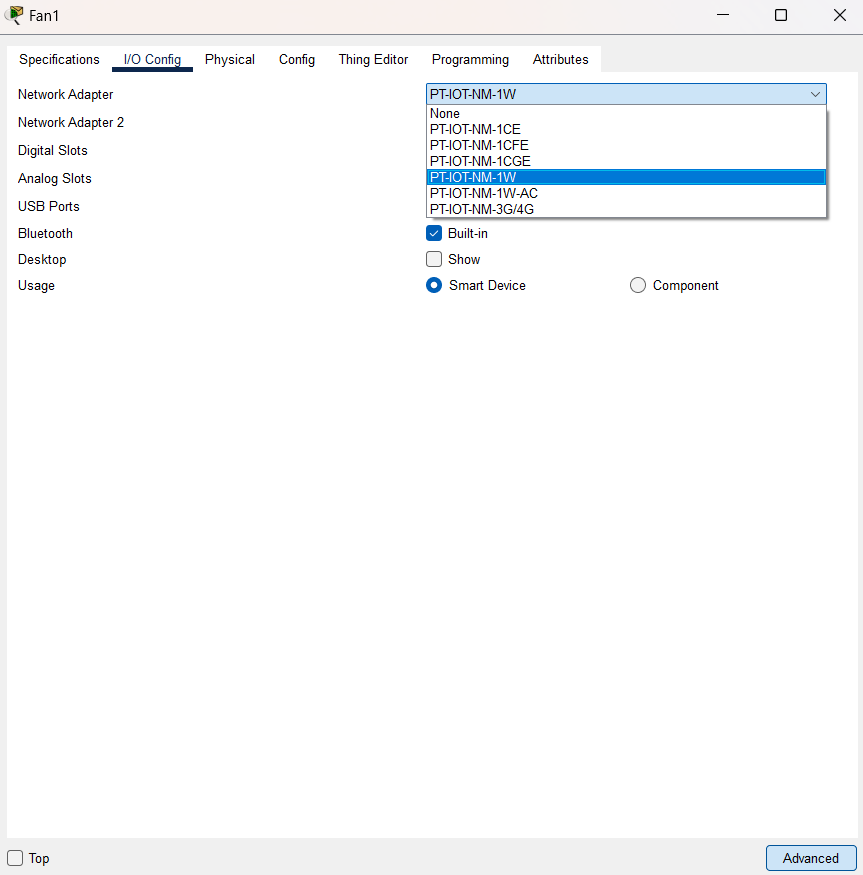 Fan1
Specifications I/O Config Physical Config Thing Editor Programming Attributes
Network Adapter PT-IOT-NM-1W
None
Network Adapter 2 PT-IOT-NM-1CE
PT-IOT-NM-1CFE
Digital Slots PT-IOT-NM-1CGE
Analog Slots PT-IOT-NM-1W
PT-IOT-NM-1W-AC
USB Ports PT-IOT-NM-3G/4G
Bluetooth Built-in
Desktop Show
Usage Smart Device Component
Top Advanced